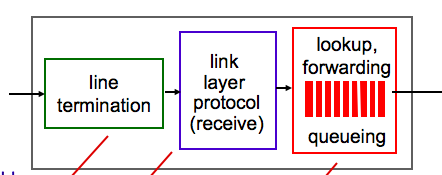 line
termination
link
layer
protocol
(receive)
lookup,
forwarding
queueing